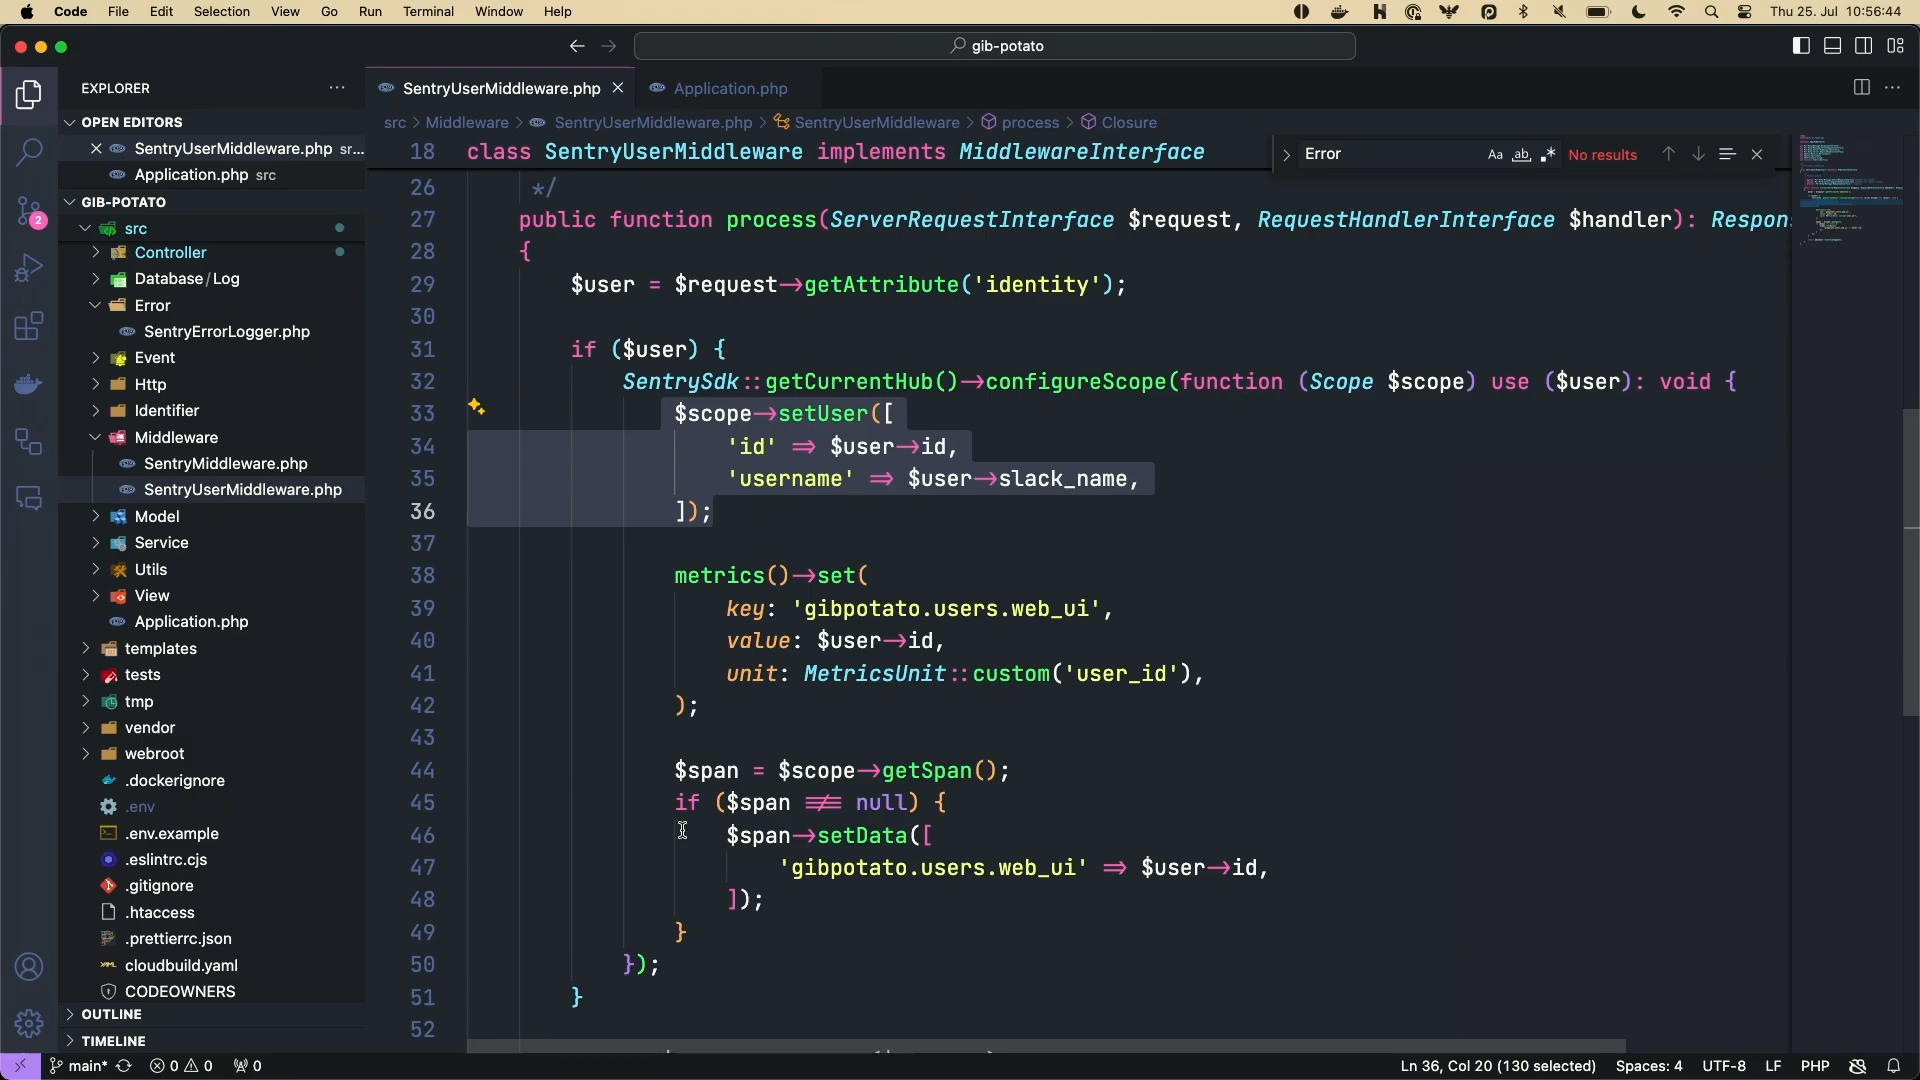 Code File Edit Selection View Go Run Terminal Window Help Thu 25. Jul 10:56:44
gib-potato
EXPLORER
OPEN EDITORS
SentryUserMiddleware.php sr...
Application.php src
GIB-POTATO
src
Controller
Database/Log
Error
SentryErrorLogger.php
Event
Http
Identifier
Middleware
SentryMiddleware.php
SentryUserMiddleware.php
Model
Service
Utils
View
Application.php
templates
tests
tmp
vendor
webroot
.dockerignore
.env
.env.example
.eslintrc.cjs
.gitignore
.htaccess
.prettierrc.json
cloudbuild.yaml
CODEOWNERS
OUTLINE
TIMELINE
2
SentryUserMiddleware.php Application.php
src > Middleware > SentryUserMiddleware.php > SentryUserMiddleware > process > Closure
Error Aa ab No results
18 class SentryUserMiddleware implements MiddlewareInterface
26 */
27 public function process(ServerRequestInterface $request, RequestHandlerInterface $handler): Respon
28 {
29 $user = $request->getAttribute('identity');
30
31 if ($user) {
32 SentrySdk::getCurrentHub()->configureScope(function (Scope $scope) use ($user): void {
33 $scope->setUser([
34 'id' => $user->id,
35 'username' => $user->slack_name,
36 ]);
37
38 metrics()->set(
39 key: 'gibpotato.users.web_ui',
40 value: $user->id,
41 unit: MetricsUnit::custom('user_id'),
42 );
43
44 $span = $scope->getSpan();
45 if ($span !== null) {
46 $span->setData([
47 'gibpotato.users.web_ui' => $user->id,
48 ]);
49 }
50 });
51 }
52
main* 0 0 0 Ln 36, Col 20 (130 selected) Spaces: 4 UTF-8 LF PHP